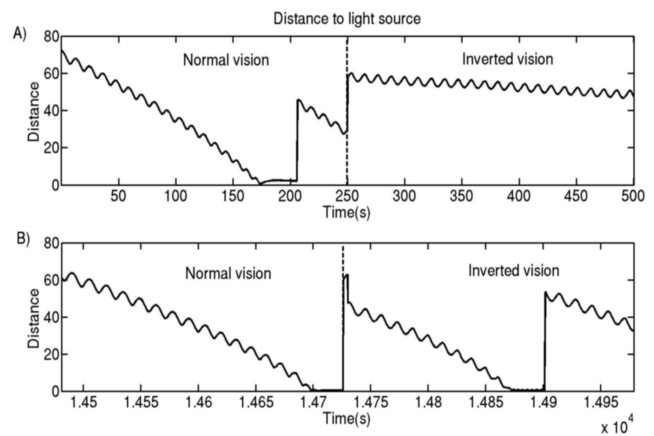 Distance to light source
A)
80
Normal vision
Inverted vision
60
Distance
40
20
0
50
100
150
200
250
300
350
400
450
500
Time(s)
B)
80
Normal vision
Inverted vision
60
Distance
40
20
0
1.45
1.455
1.46
1.465
1.47
1.475
1.48
1.485
1.49
1.495
Time(s)
x 10⁴